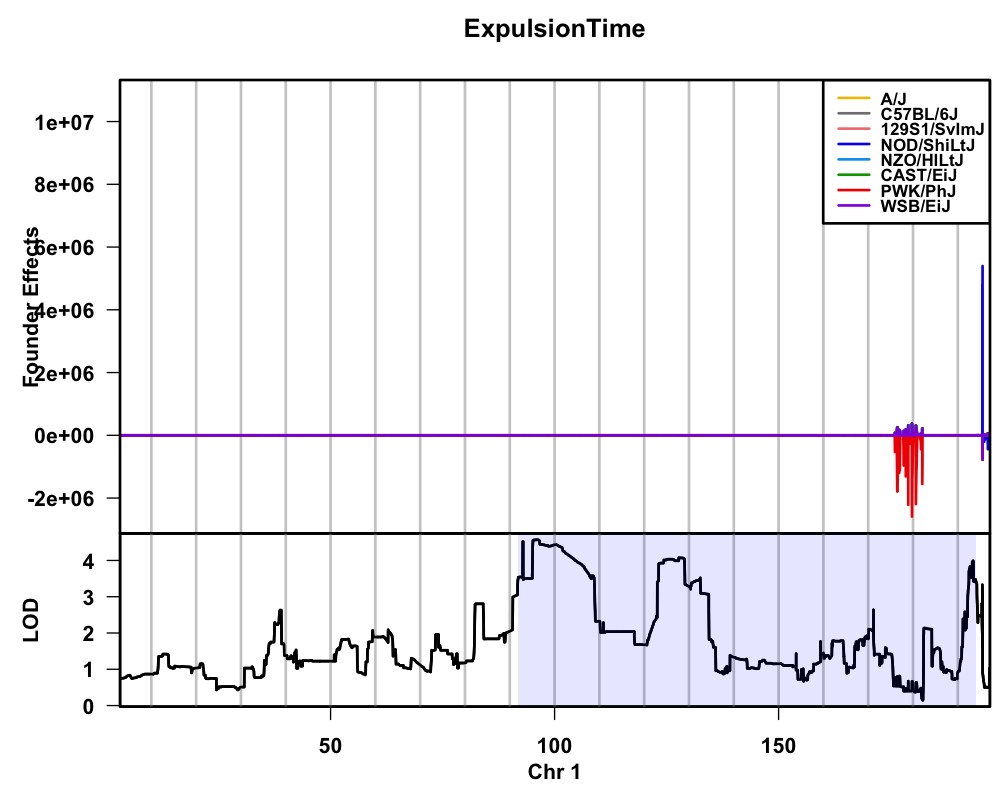 ExpulsionTime
Founder Effects
1e+07
8e+06
6e+06
4e+06
2e+06
0e+00
-2e+06
A/J
C57BL/6J
129S1/SvImJ
NOD/ShiLtJ
NZO/HlLtJ
CAST/EiJ
PWK/PhJ
WSB/EiJ
LOD
4
3
2
1
0
50 100 150
Chr 1